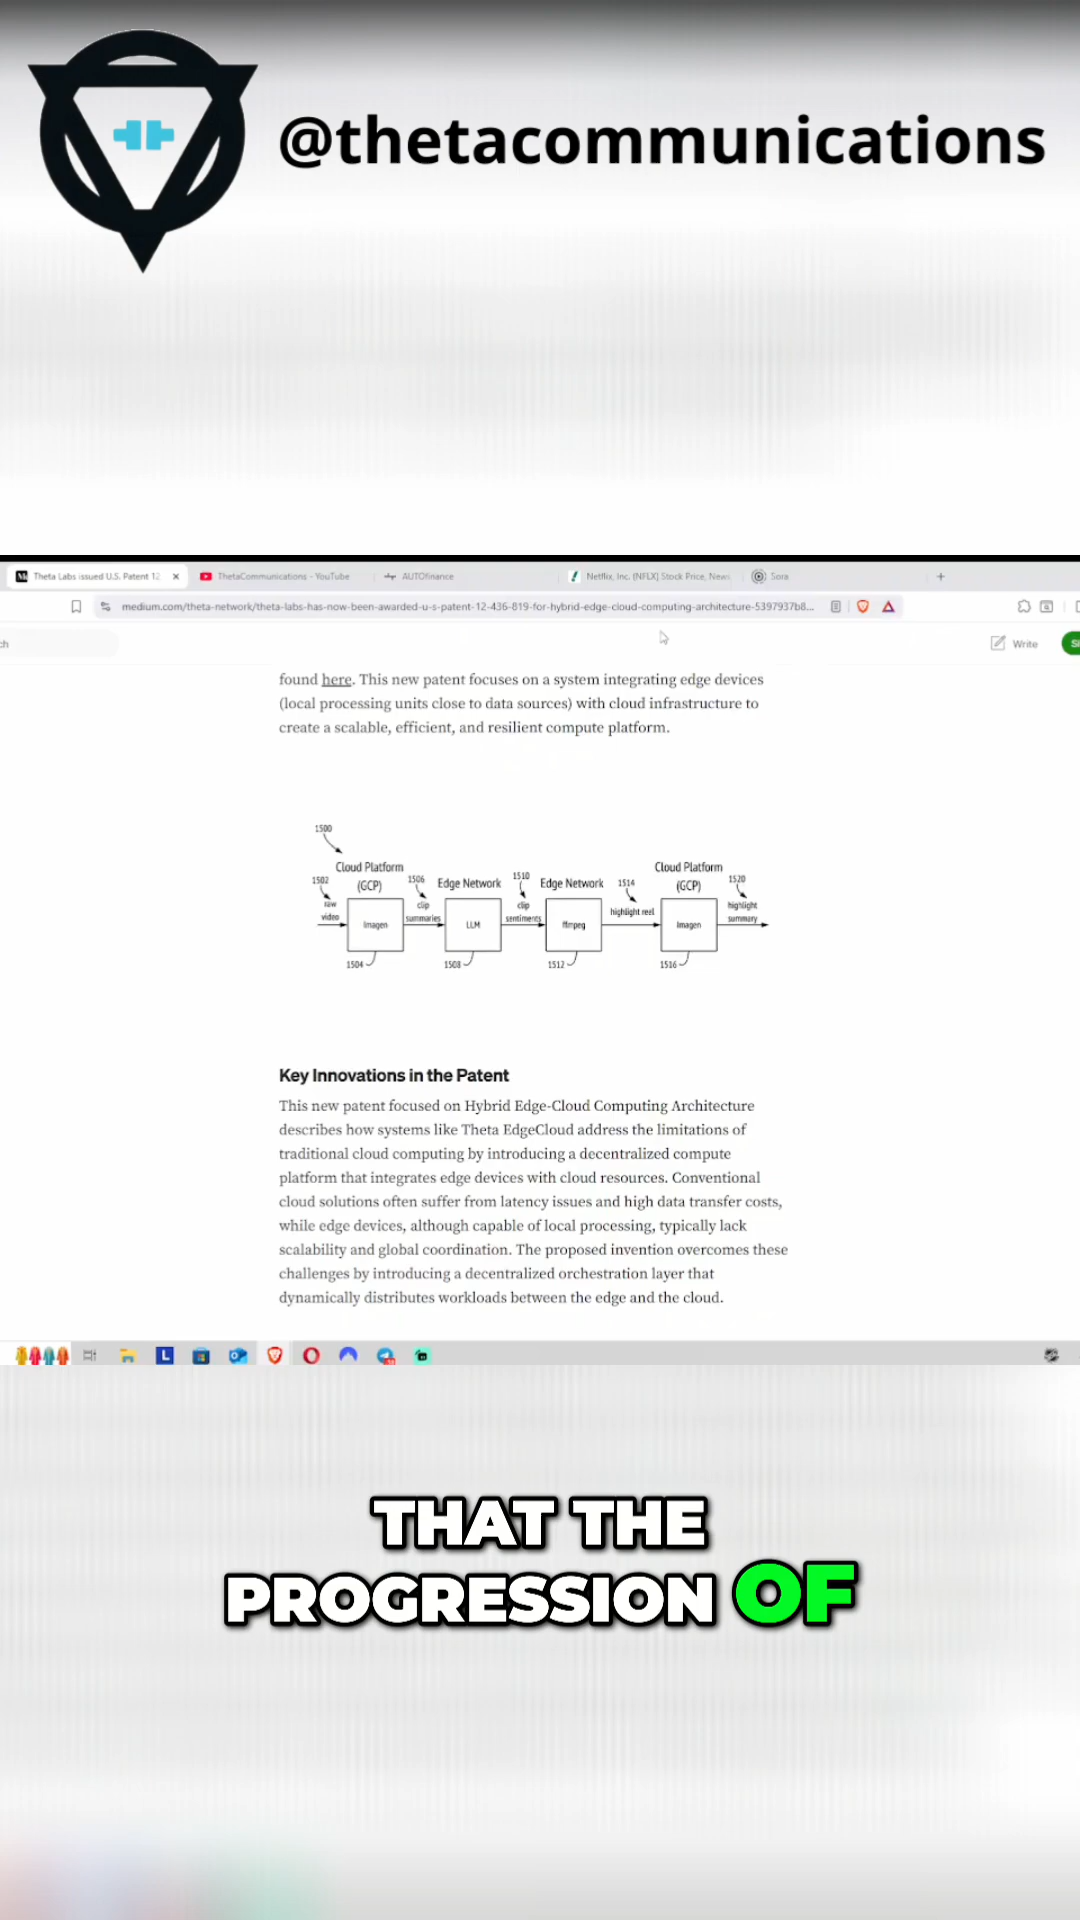 @thetacommunications
Theta Labs issued U.S. Patent 12
ThetaCommunications - YouTube
AUTOfinance
Netflix, Inc. (NFLX) Stock Price, News
Sora
medium.com/theta-network/theta-labs-has-now-been-awarded-u-s-patent-12-436-819-for-hybrid-edge-cloud-computing-architecture-5397937b8...
ch
Write
found here. This new patent focuses on a system integrating edge devices
(local processing units close to data sources) with cloud infrastructure to
create a scalable, efficient, and resilient compute platform.
1500
Cloud Platform
(GCP)
Edge Network
Edge Network
Cloud Platform
(GCP)
1502
1506
1510
1514
1520
raw
video
clip
summaries
clip
sentiments
highlight reel
highlight
summary
Imagen
LLM
ffmpeg
Imagen
1504
1508
1512
1516
Key Innovations in the Patent
This new patent focused on Hybrid Edge-Cloud Computing Architecture
describes how systems like Theta EdgeCloud address the limitations of
traditional cloud computing by introducing a decentralized compute
platform that integrates edge devices with cloud resources. Conventional
cloud solutions often suffer from latency issues and high data transfer costs,
while edge devices, although capable of local processing, typically lack
scalability and global coordination. The proposed invention overcomes these
challenges by introducing a decentralized orchestration layer that
dynamically distributes workloads between the edge and the cloud.
THAT THE
PROGRESSION OF